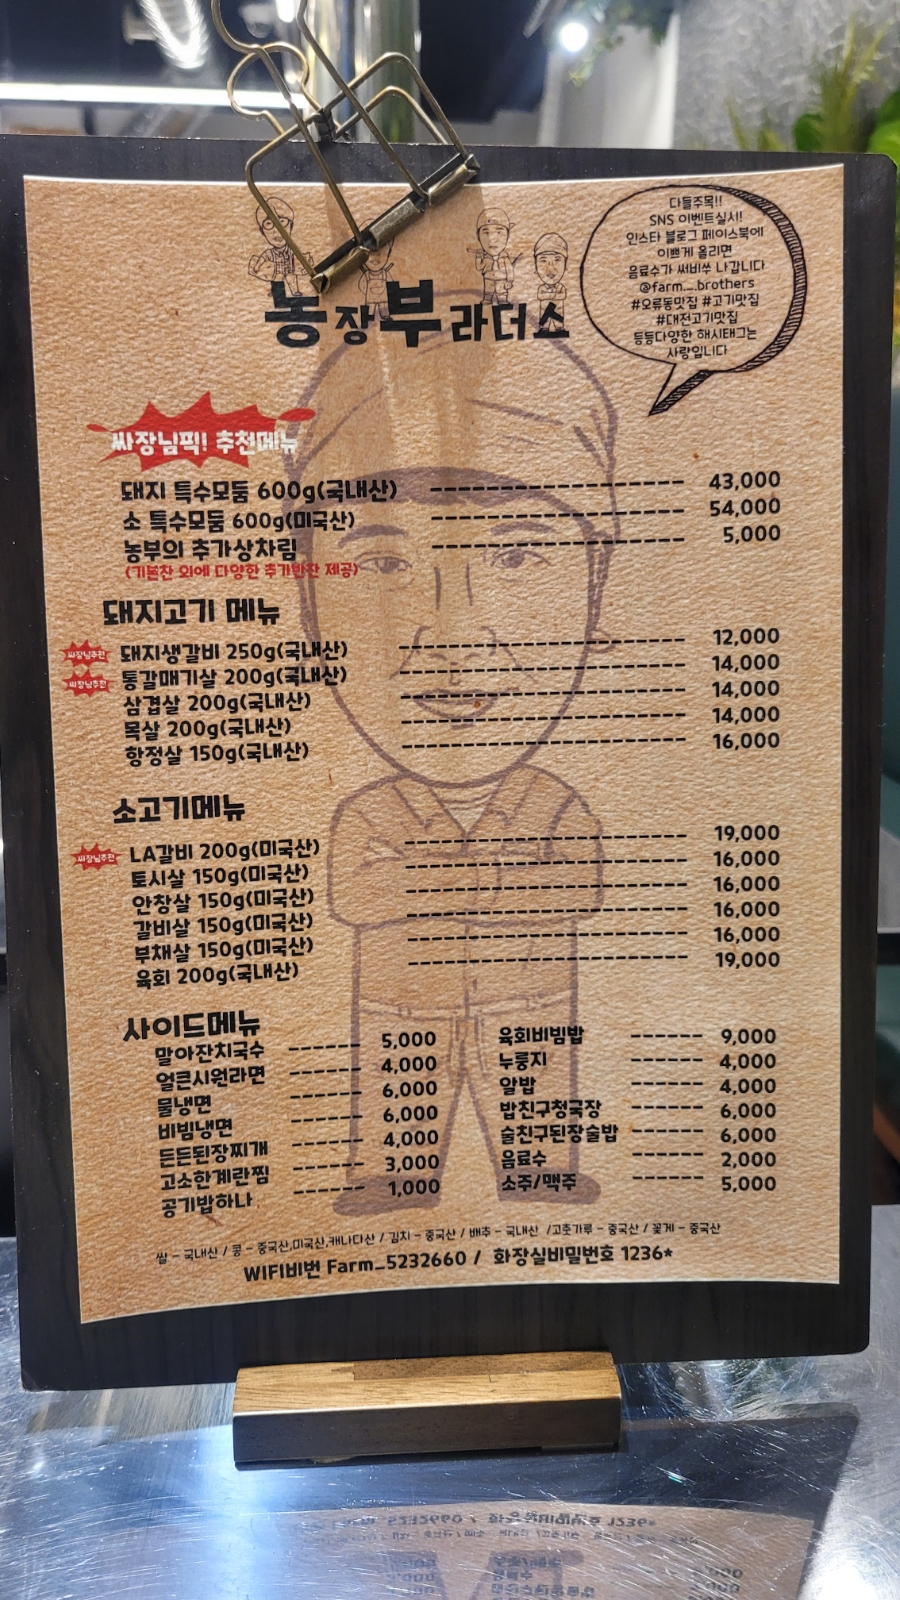 다들주목!!
SNS 이벤트실시!
인스타 블로그 페이스북에
이쁘게 올리면
음료수가 써비쓰 나갑니다
@farm._.brothers
#오류동맛집 #고기맛집
#대전고기맛집
등등다양한 해시태그는
사랑입니다
농장부라더스
싸장님픽! 추천메뉴
돼지 특수모둠 600g(국내산) 43,000
소 특수모둠 600g(미국산) 54,000
농부의 추가상차림 5,000
(기본찬 외에 다양한 추가반찬 제공)
돼지고기 메뉴
싸장님추천 돼지생갈비 250g(국내산) 12,000
싸장님추천 통갈매기살 200g(국내산) 14,000
삼겹살 200g(국내산) 14,000
목살 200g(국내산) 14,000
항정살 150g(국내산) 16,000
소고기메뉴
싸장님추천 LA갈비 200g(미국산) 19,000
토시살 150g(미국산) 16,000
안창살 150g(미국산) 16,000
갈비살 150g(미국산) 16,000
부채살 150g(미국산) 16,000
육회 200g(국내산) 19,000
사이드메뉴
말아잔치국수 5,000
얼큰시원라면 4,000
물냉면 6,000
비빔냉면 6,000
든든된장찌개 4,000
고소한계란찜 3,000
공기밥하나 1,000
육회비빔밥 9,000
누룽지 4,000
알밥 4,000
밥친구청국장 6,000
술친구된장술밥 6,000
음료수 2,000
소주/맥주 5,000
쌀 - 국내산 / 콩 - 중국산,미국산,캐나다산 / 김치 - 중국산 / 배추 - 국내산 /고춧가루 - 중국산 / 꽃게 - 중국산
WIFI비번 Farm_5232660 / 화장실비밀번호 1236*